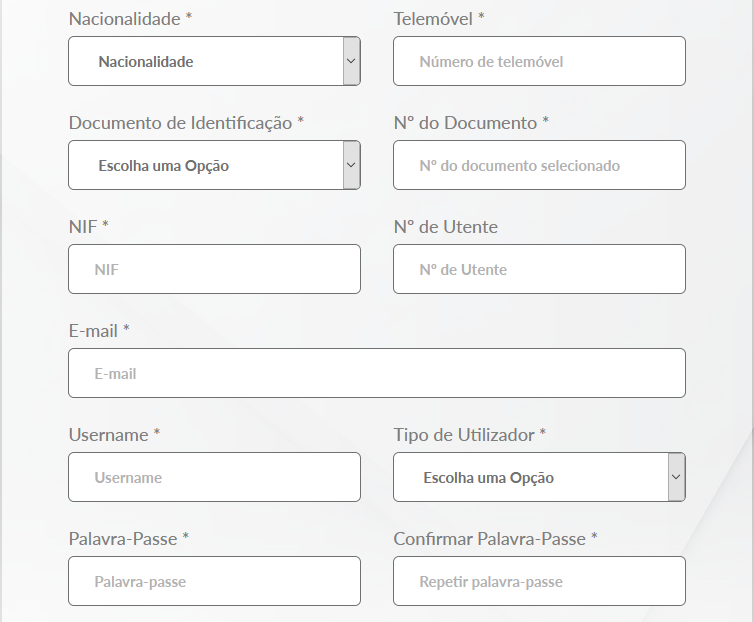 Nacionalidade *
Telemóvel *
Nacionalidade
Número de telemóvel
Documento de Identificação *
Nº do Documento *
Escolha uma Opção
Nº do documento selecionado
NIF *
Nº de Utente
NIF
Nº de Utente
E-mail *
E-mail
Username *
Tipo de Utilizador *
Username
Escolha uma Opção
Palavra-Passe *
Confirmar Palavra-Passe *
Palavra-passe
Repetir palavra-passe